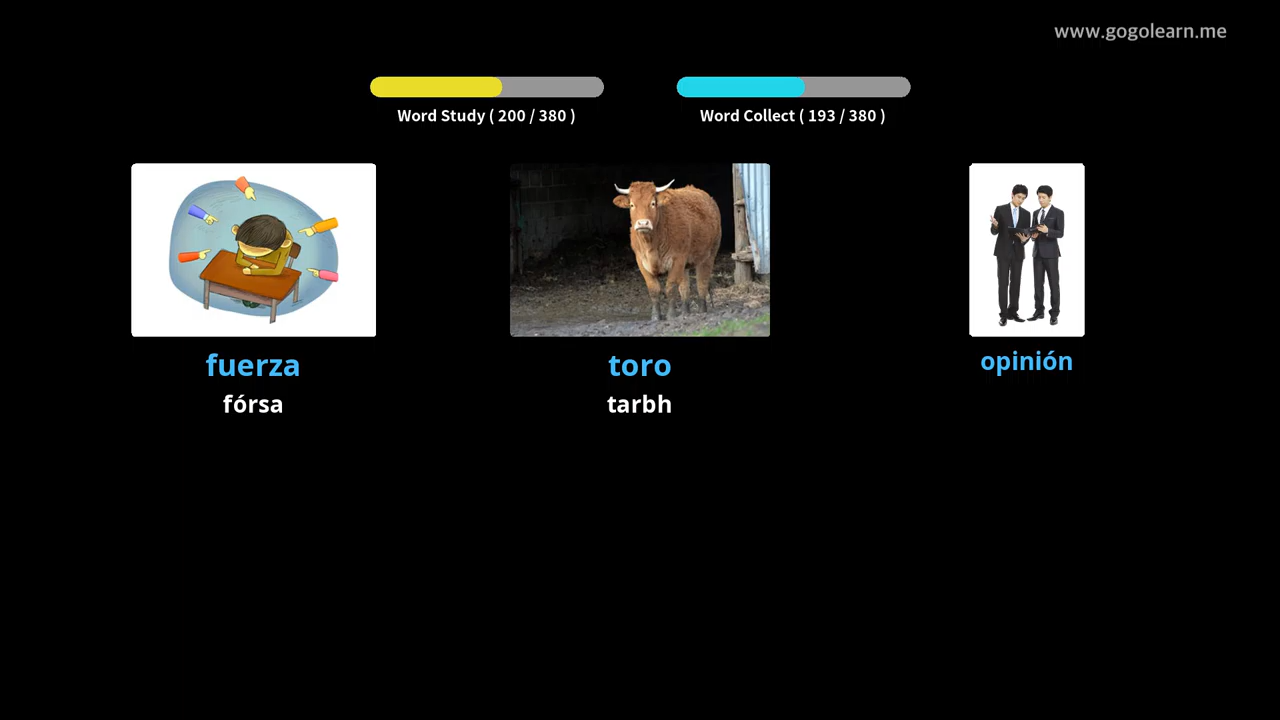 www.gogolearn.me
Word Study ( 200 / 380 )
Word Collect ( 193 / 380 )
fuerza
fórsa
toro
tarbh
opinión